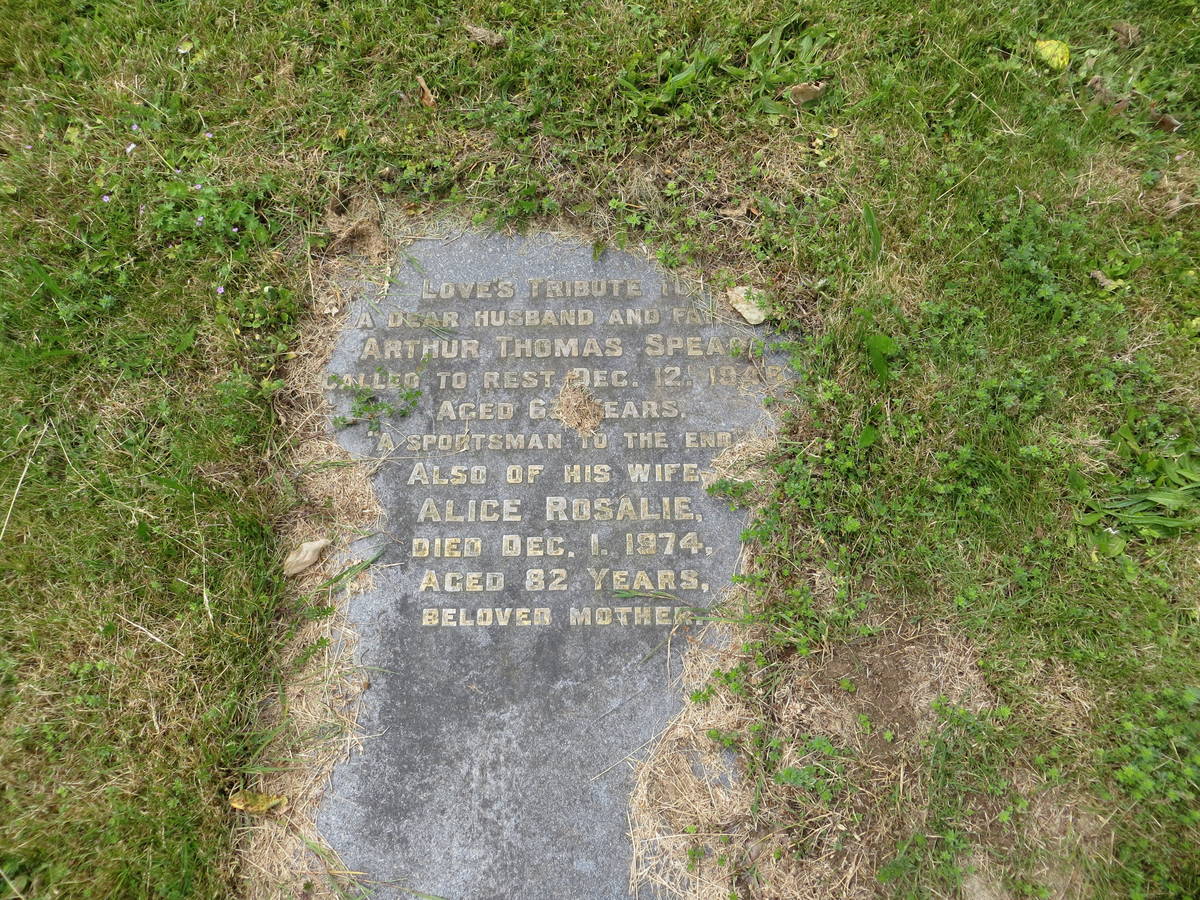 LOVE'S TRIBUTE TO
A DEAR HUSBAND AND
ARTHUR THOMAS
CALLED TO REST DEC. 12.
AGED YEARS.
"A SPORTSMAN TO THE END
ALSO OF HIS WIFE,
ALICE ROSALIE,
DIED DEC. 1. 1974,
AGED 82 YEARS,
BELOVED MOTHER.